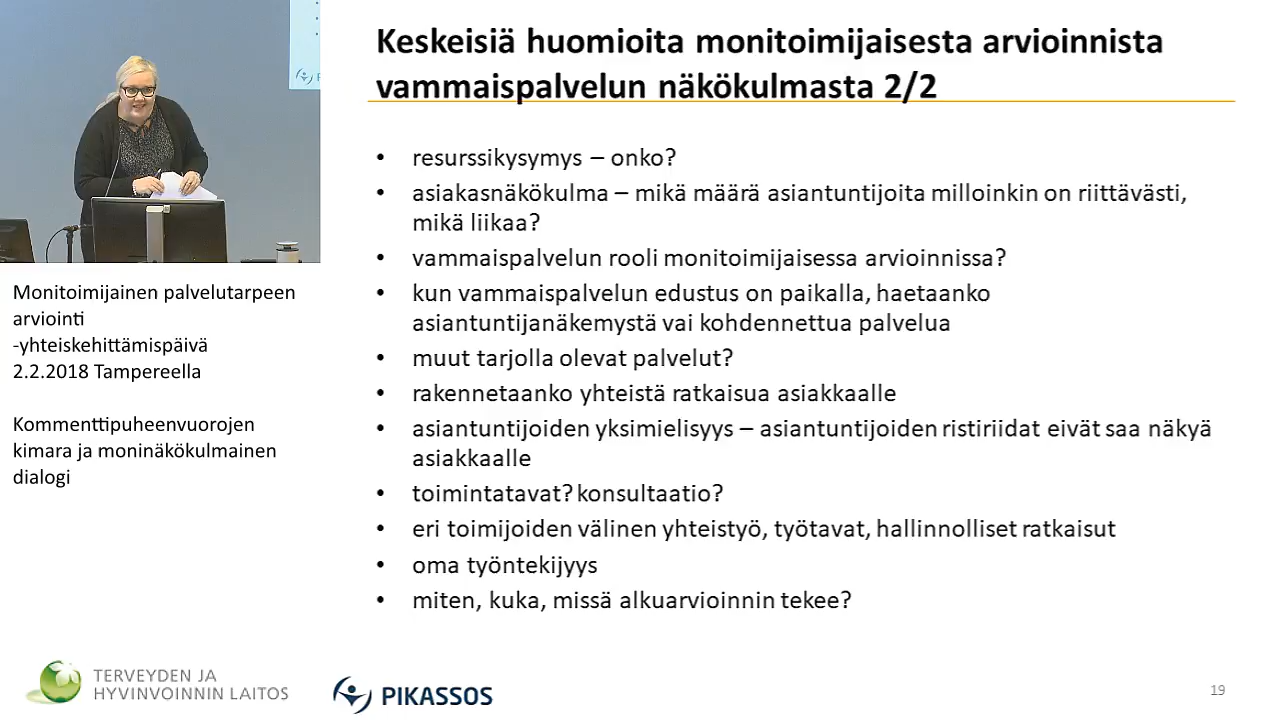 Keskeisiä huomioita monitoimijaisesta arvioinnista
vammaispalvelun näkökulmasta 2/2
• resurssikysymys – onko?
• asiakasnäkökulma – mikä määrä asiantuntijoita milloinkin on riittävästi,
mikä liikaa?
• vammaispalvelun rooli monitoimijaisessa arvioinnissa?
• kun vammaispalvelun edustus on paikalla, haetaanko
asiantuntijanäkemystä vai kohdennettua palvelua
• muut tarjolla olevat palvelut?
• rakennetaanko yhteistä ratkaisua asiakkaalle
• asiantuntijoiden yksimielisyys – asiantuntijoiden ristiriidat eivät saa näkyä
asiakkaalle
• toimintatavat? konsultaatio?
• eri toimijoiden välinen yhteistyö, työtavat, hallinnolliset ratkaisut
• oma työntekijyys
• miten, kuka, missä alkuarvioinnin tekee?
Monitoimijainen palvelutarpeen
arviointi
-yhteiskehittämispäivä
2.2.2018 Tampereella
Kommenttipuheenvuorojen
kimara ja moninäkökulmainen
dialogi
TERVEYDEN JA
HYVINVOINNIN LAITOS
PIKASSOS
19